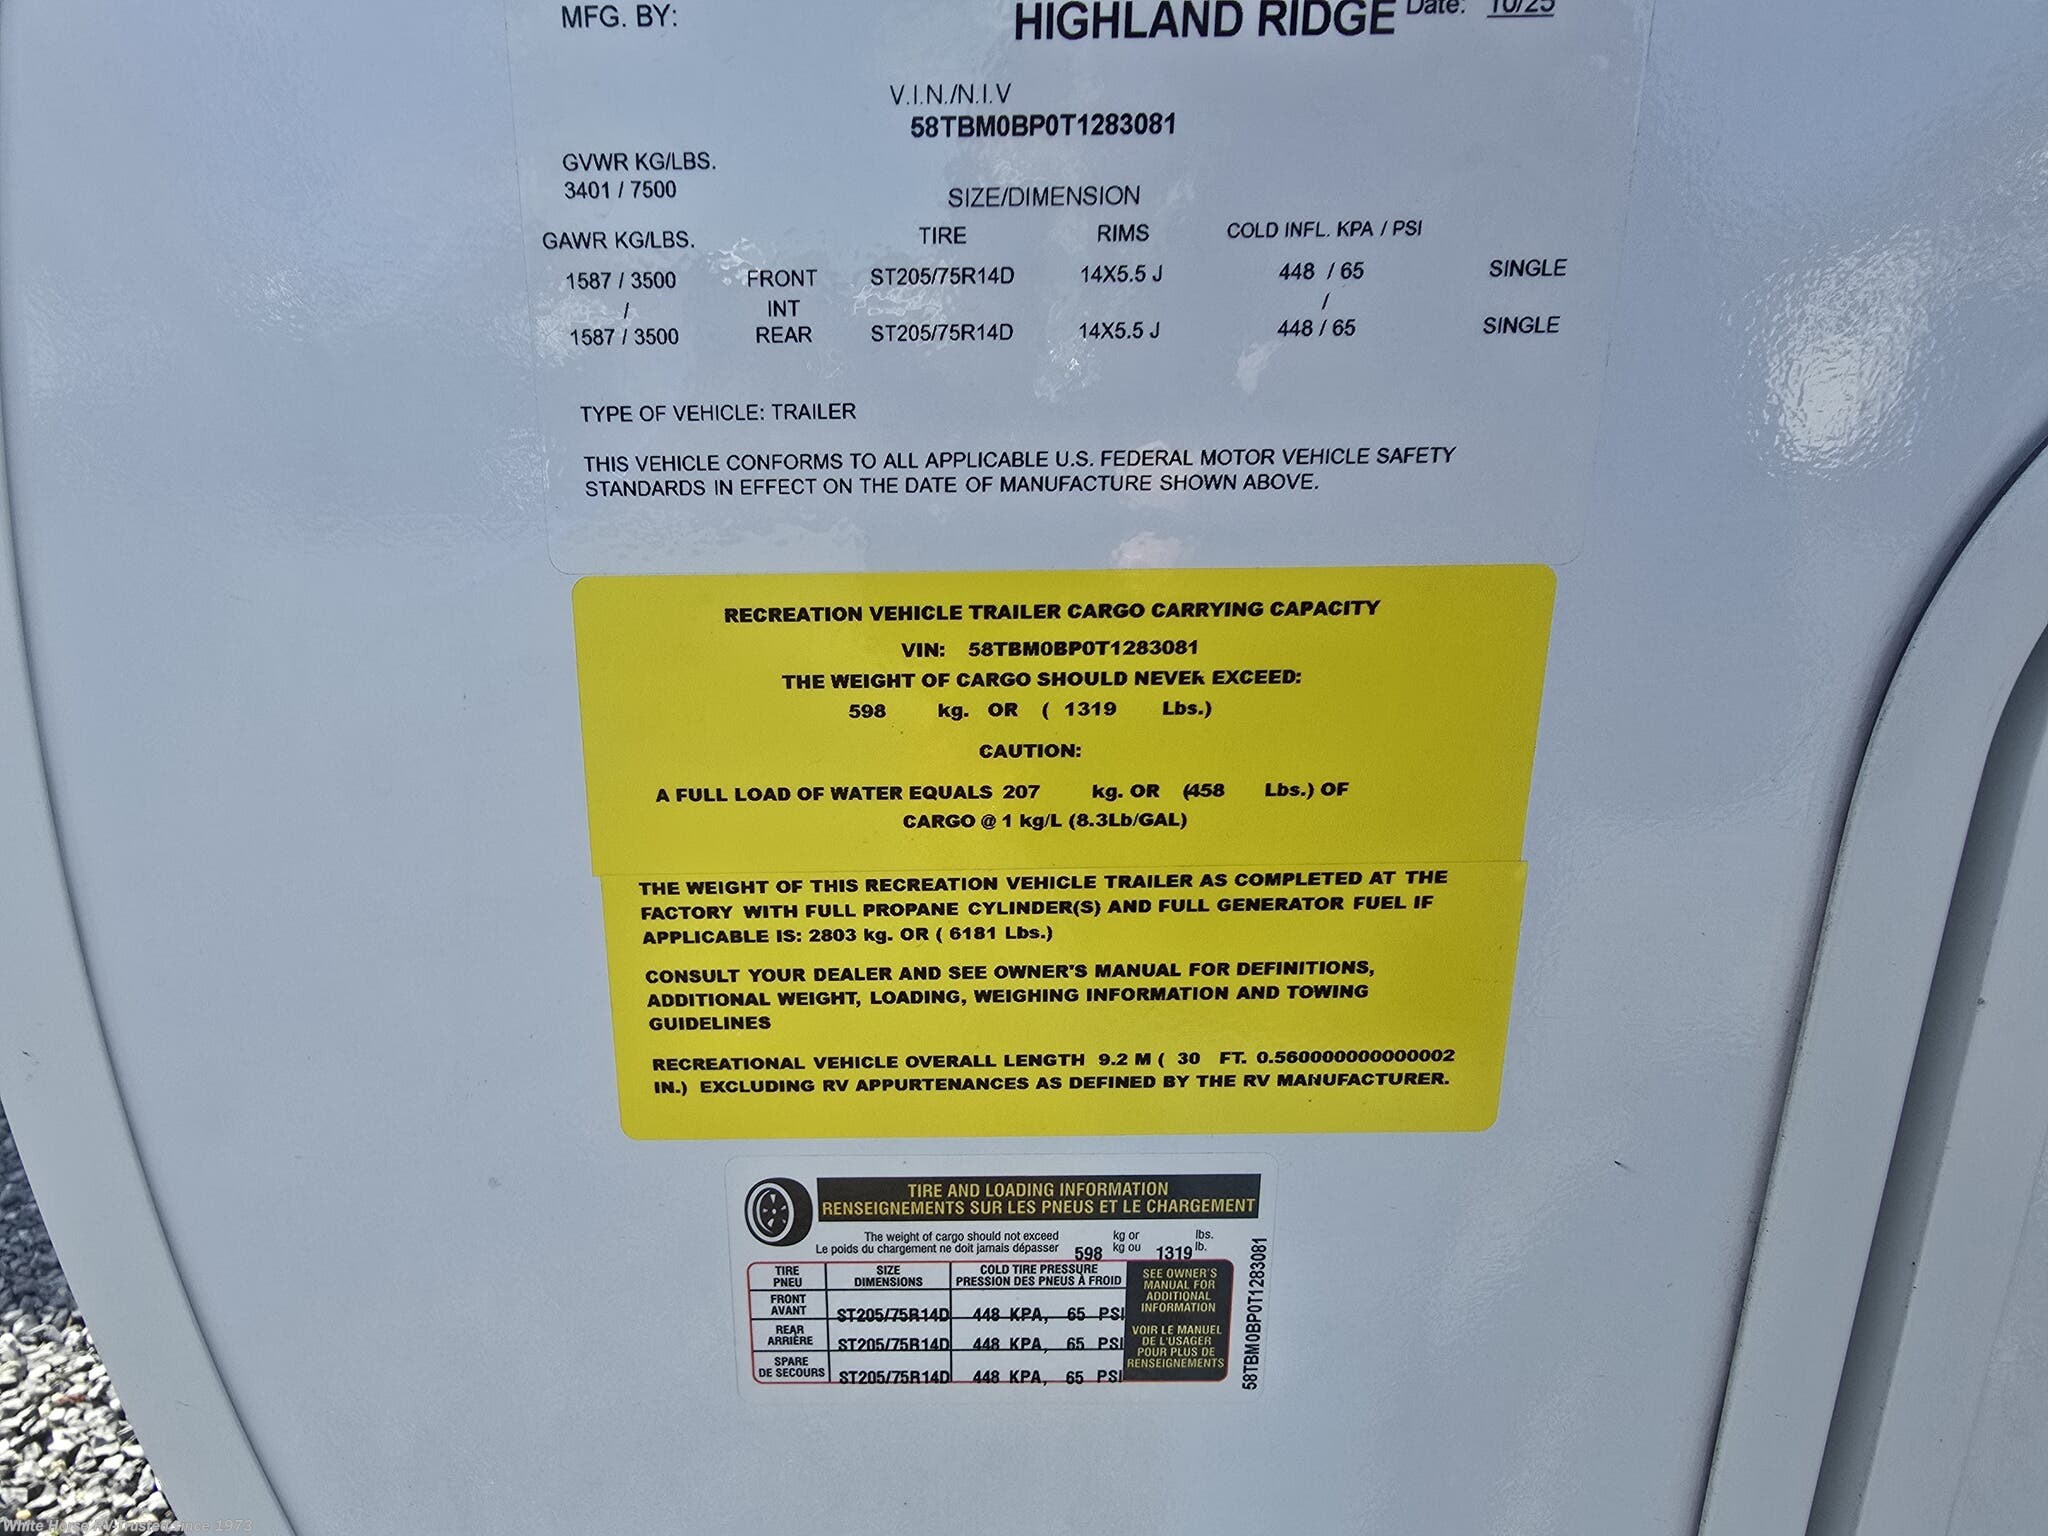 MFG. BY: HIGHLAND RIDGE Date: 10/25
V.I.N./N.I.V
58TBM0BP0T1283081
GVWR KG/LBS.
3401 / 7500
SIZE/DIMENSION
GAWR KG/LBS. TIRE RIMS COLD INFL. KPA / PSI
1587 / 3500 FRONT ST205/75R14D 14X5.5 J 448 / 65 SINGLE
/ INT /
1587 / 3500 REAR ST205/75R14D 14X5.5 J 448 / 65 SINGLE
TYPE OF VEHICLE: TRAILER
THIS VEHICLE CONFORMS TO ALL APPLICABLE U.S. FEDERAL MOTOR VEHICLE SAFETY
STANDARDS IN EFFECT ON THE DATE OF MANUFACTURE SHOWN ABOVE.
RECREATION VEHICLE TRAILER CARGO CARRYING CAPACITY
VIN: 58TBM0BP0T1283081
THE WEIGHT OF CARGO SHOULD NEVER EXCEED:
598 kg. OR ( 1319 Lbs.)
CAUTION:
A FULL LOAD OF WATER EQUALS 207 kg. OR (458 Lbs.) OF
CARGO @ 1 kg/L (8.3Lb/GAL)
THE WEIGHT OF THIS RECREATION VEHICLE TRAILER AS COMPLETED AT THE
FACTORY WITH FULL PROPANE CYLINDER(S) AND FULL GENERATOR FUEL IF
APPLICABLE IS: 2803 kg. OR ( 6181 Lbs.)
CONSULT YOUR DEALER AND SEE OWNER'S MANUAL FOR DEFINITIONS,
ADDITIONAL WEIGHT, LOADING, WEIGHING INFORMATION AND TOWING
GUIDELINES
RECREATIONAL VEHICLE OVERALL LENGTH 9.2 M ( 30 FT. 0.560000000000002
IN.) EXCLUDING RV APPURTENANCES AS DEFINED BY THE RV MANUFACTURER.
TIRE AND LOADING INFORMATION
RENSEIGNEMENTS SUR LES PNEUS ET LE CHARGEMENT
The weight of cargo should not exceed kg or lbs.
Le poids du chargement ne doit jamais dépasser 598 kg ou 1319 lb.
TIRE SIZE COLD TIRE PRESSURE
PNEU DIMENSIONS PRESSION DES PNEUS À FROID
FRONT
AVANT ST205/75R14D 448 KPA, 65 PSI
REAR
ARRIÈRE ST205/75R14D 448 KPA, 65 PSI
SPARE
DE SECOURS ST205/75R14D 448 KPA, 65 PSI
SEE OWNER'S
MANUAL FOR
ADDITIONAL
INFORMATION
VOIR LE MANUEL
DE L'USAGER
POUR PLUS DE
RENSEIGNEMENTS
58TBM0BP0T1283081
White Horse RV-Trusted since 1973